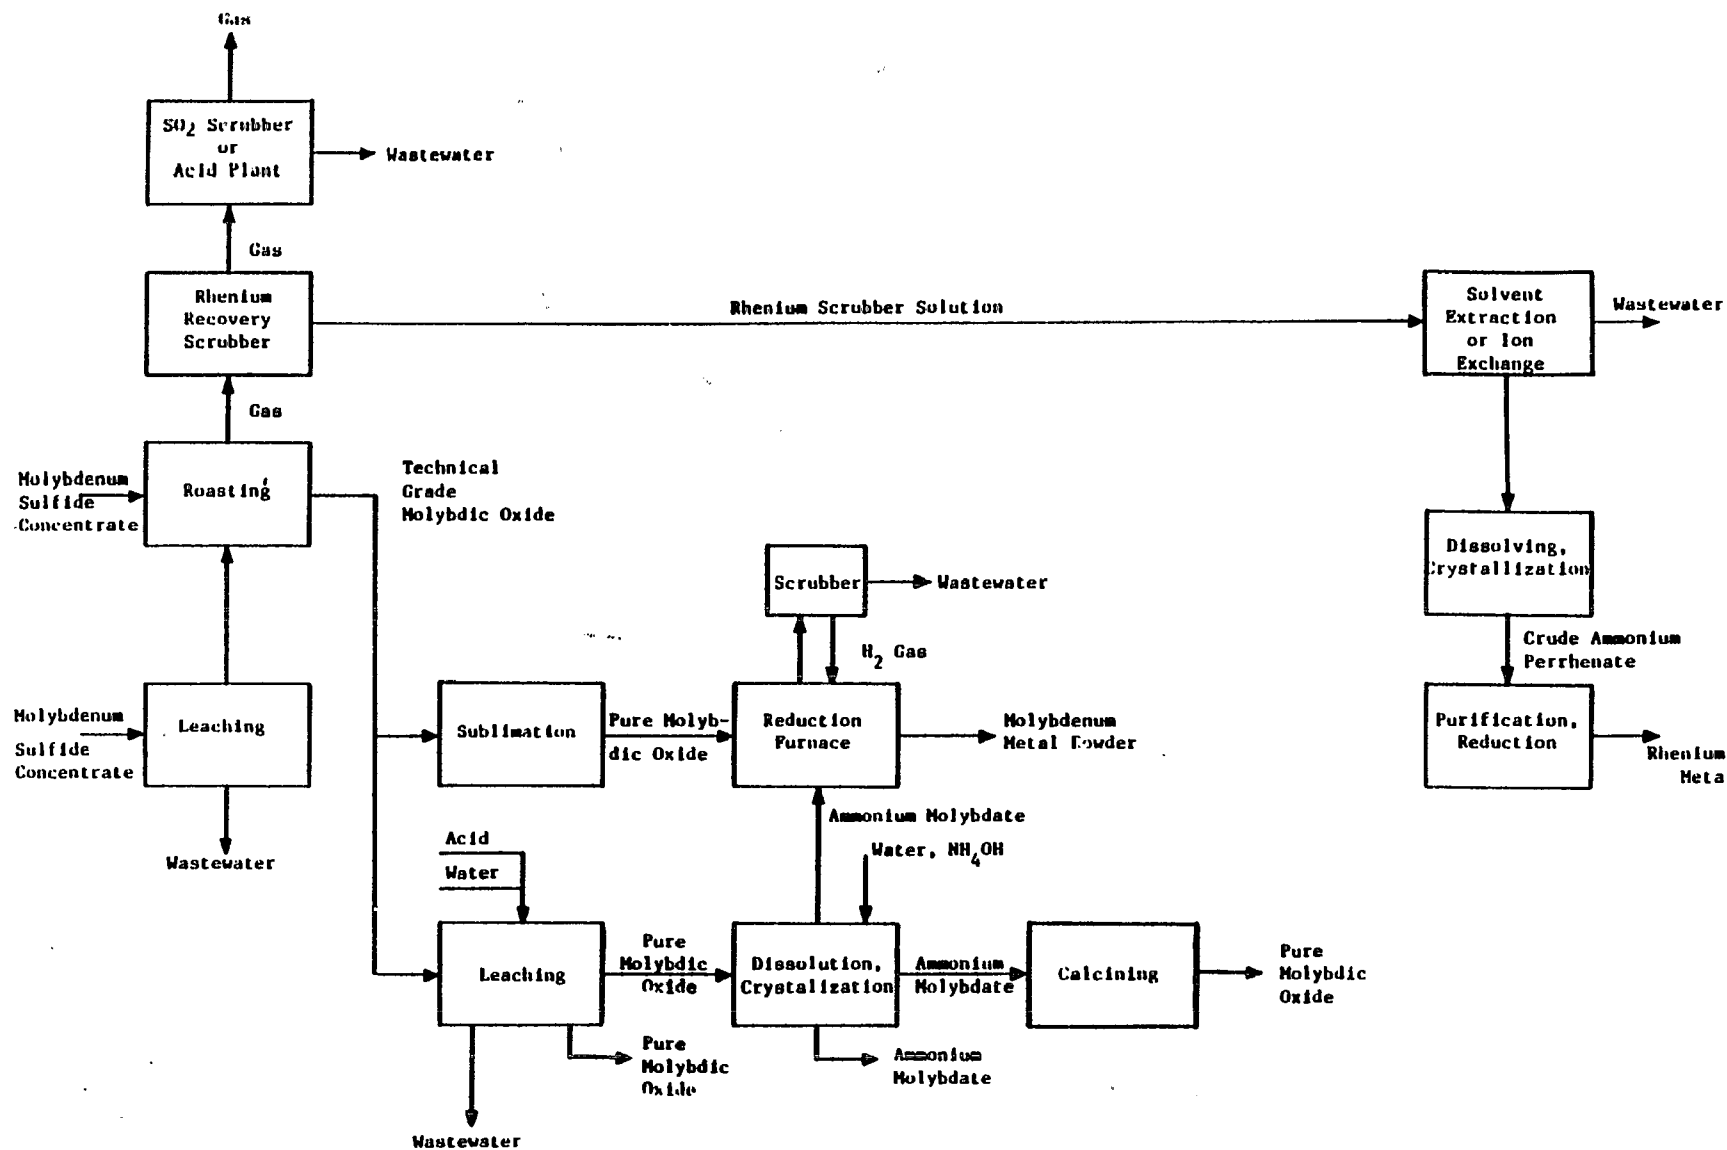 Gas
SO2 Scrubber
or
Acid Plant
Wastewater
Gas
Rhenium
Recovery
Scrubber
Rhenium Scrubber Solution
Solvent
Extraction
or Ion
Exchange
Wastewater
Gas
Molybdenum
Sulfide
Concentrate
Roasting
Technical
Grade
Molybdic Oxide
Dissolving,
Crystallization
Scrubber
Wastewater
H2 Gas
Crude Ammonium
Perrhenate
Molybdenum
Sulfide
Concentrate
Leaching
Wastewater
Sublimation
Pure Molyb-
dic Oxide
Reduction
Furnace
Molybdenum
Metal Powder
Purification,
Reduction
Rhenium
Meta
Acid
Water
Ammonium Molybdate
Water, NH4OH
Leaching
Pure
Molybdic
Oxide
Dissolution,
Crystalization
Ammonium
Molybdate
Calcining
Pure
Molybdic
Oxide
Pure
Molybdic
Oxide
Ammonium
Molybdate
Wastewater